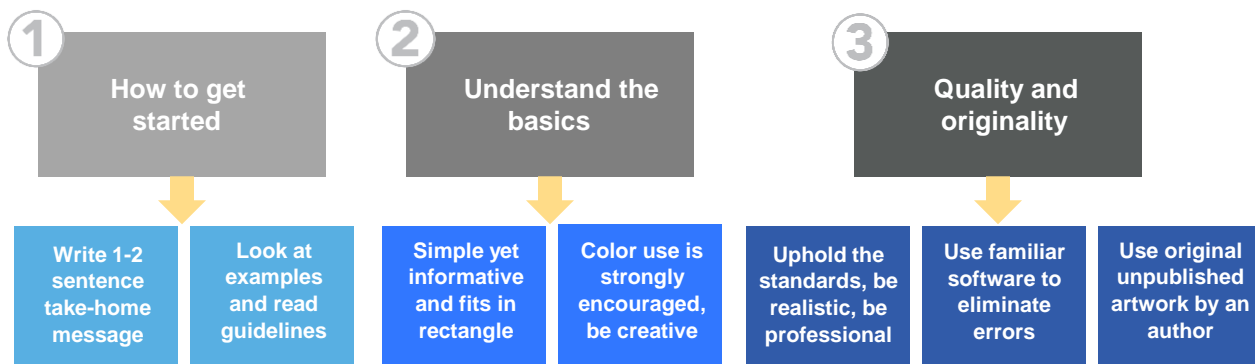 1
How to get
started
2
Understand the
basics
3
Quality and
originality
Write 1-2
sentence
take-home
message
Look at
examples
and read
guidelines
Simple yet
informative
and fits in
rectangle
Color use is
strongly
encouraged,
be creative
Uphold the
standards, be
realistic, be
professional
Use familiar
software to
eliminate
errors
Use original
unpublished
artwork by an
author